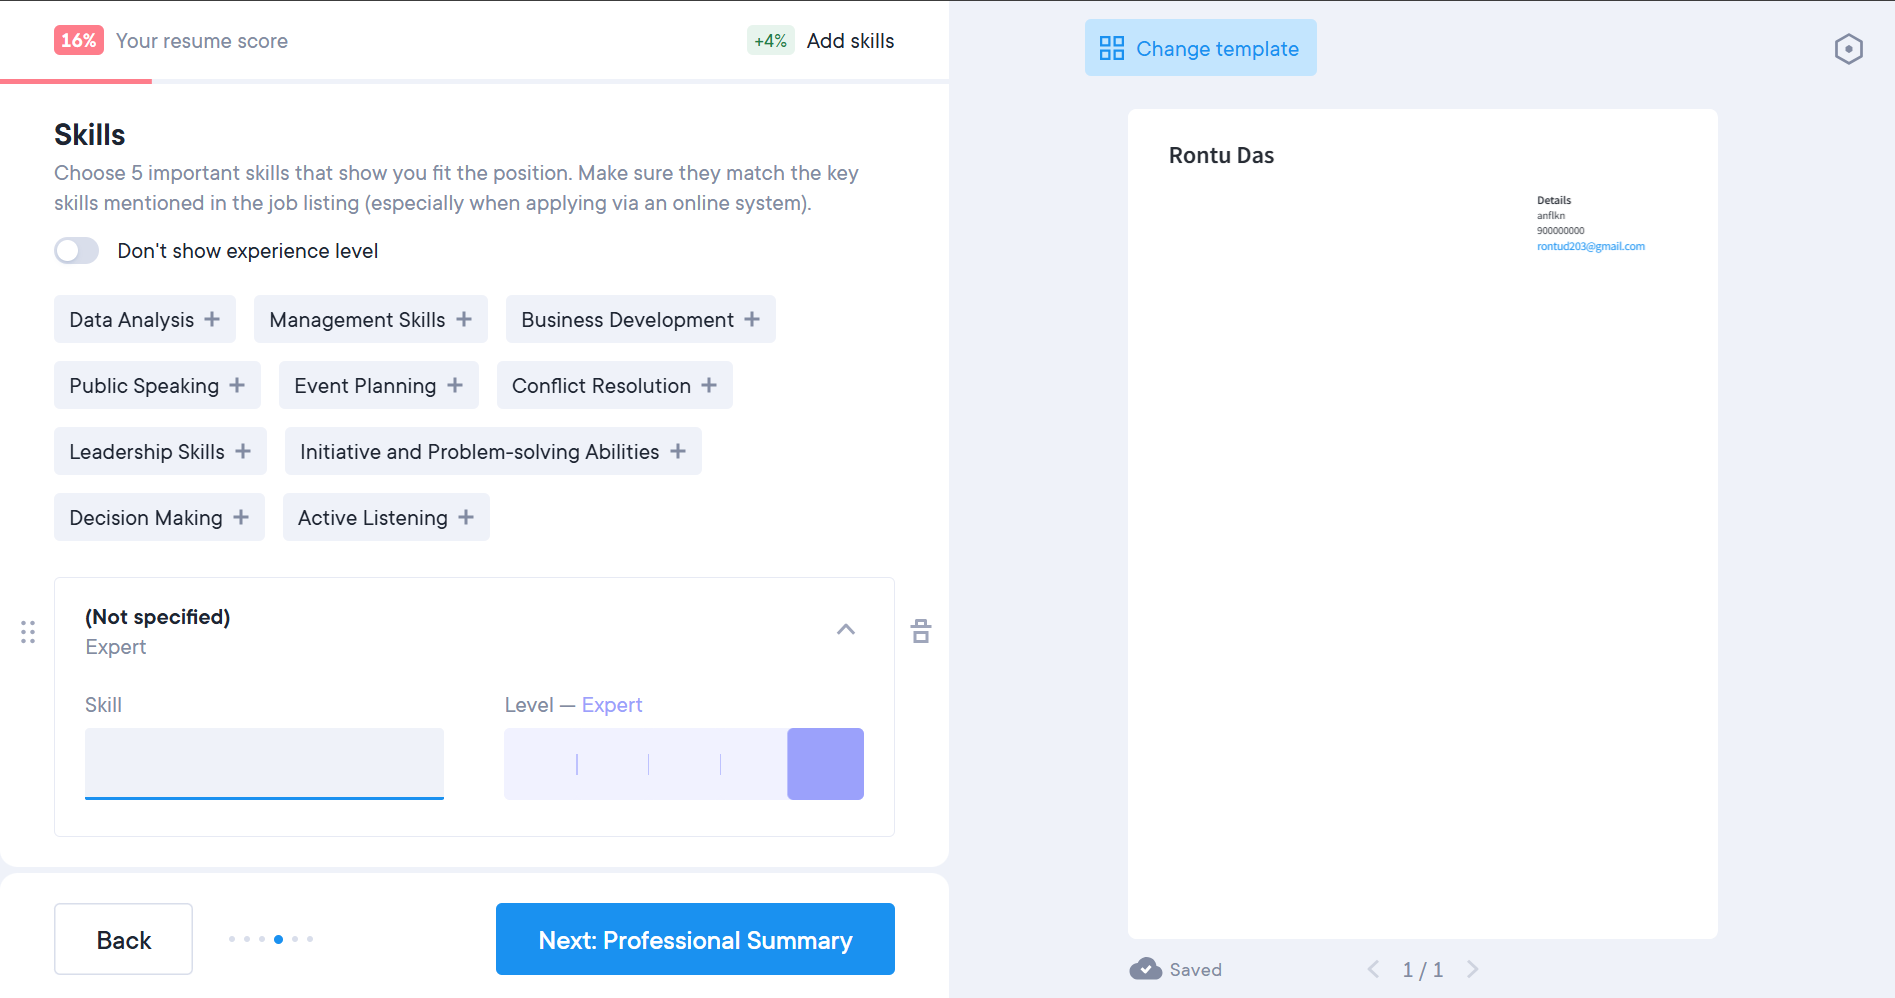 16% Your resume score
+4% Add skills
Skills
Choose 5 important skills that show you fit the position. Make sure they match the key
skills mentioned in the job listing (especially when applying via an online system).
Don't show experience level
Data Analysis +
Management Skills +
Business Development +
Public Speaking +
Event Planning +
Conflict Resolution +
Leadership Skills +
Initiative and Problem-solving Abilities +
Decision Making +
Active Listening +
(Not specified)
Expert
Skill
Level — Expert
Back
Next: Professional Summary
Change template
Rontu Das
Details
anflkn
900000000
rontud203@gmail.com
Saved
1 / 1